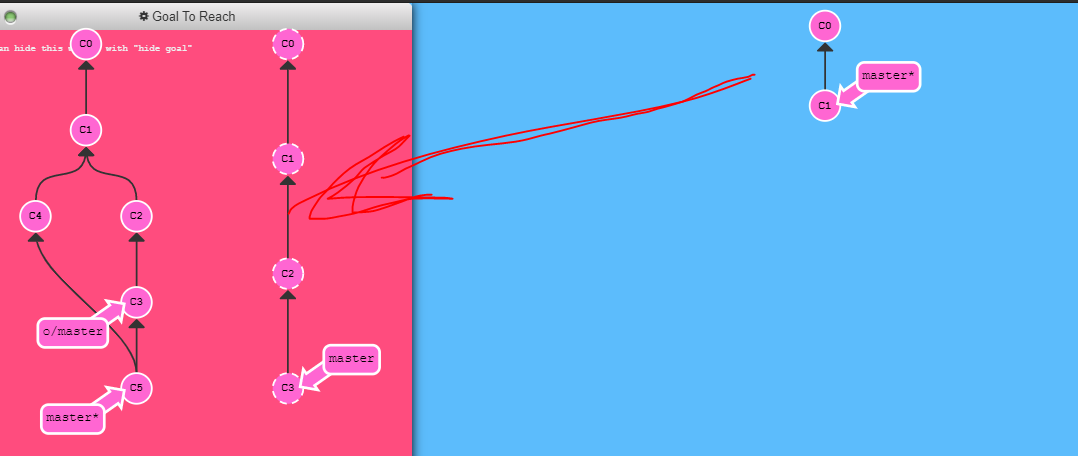 Goal To Reach
an hide this with "hide goal"
C0
C1
C4
C2
C3
o/master
C5
master*
C0
C1
C2
master
C3
C0
master*
C1